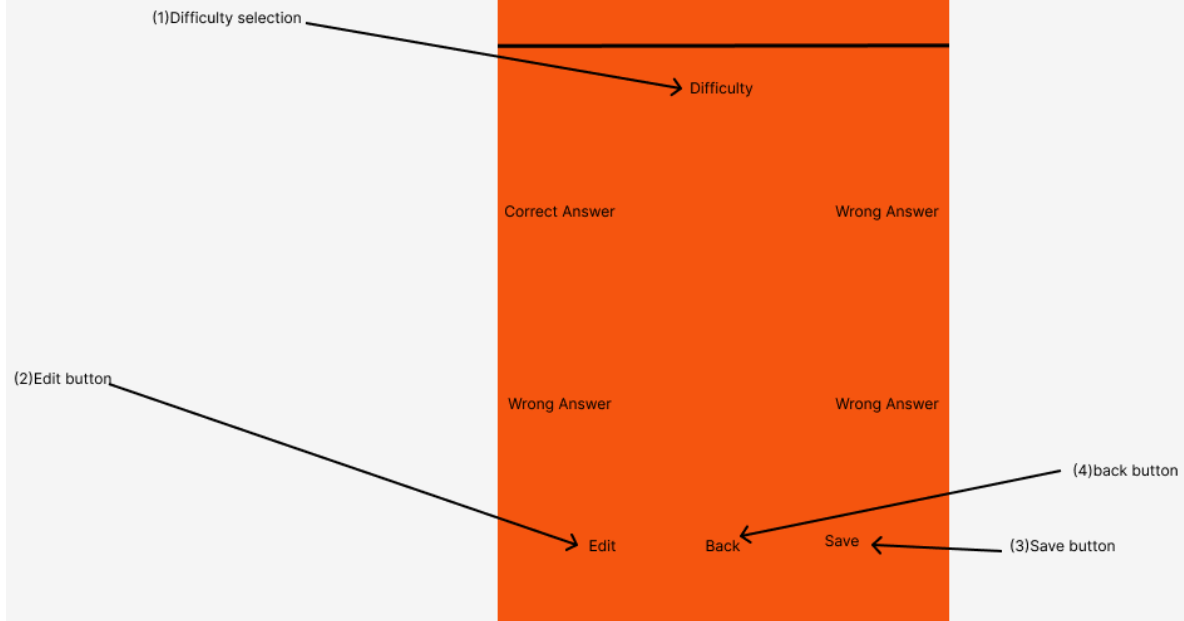 (1)Difficulty selection
Difficulty
Correct Answer
Wrong Answer
(2)Edit button
Wrong Answer
Wrong Answer
(4)back button
Edit
Back
Save
(3)Save button